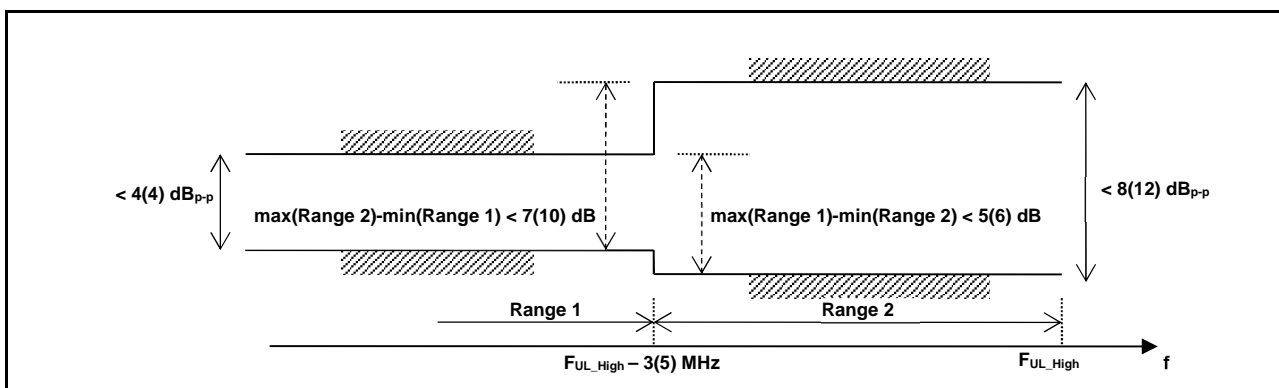 < 4(4) dBp-p
max(Range 2)-min(Range 1) < 7(10) dB
max(Range 1)-min(Range 2) < 5(6) dB
< 8(12) dBp-p
Range 1
Range 2
FUL_High – 3(5) MHz
FUL_High
f